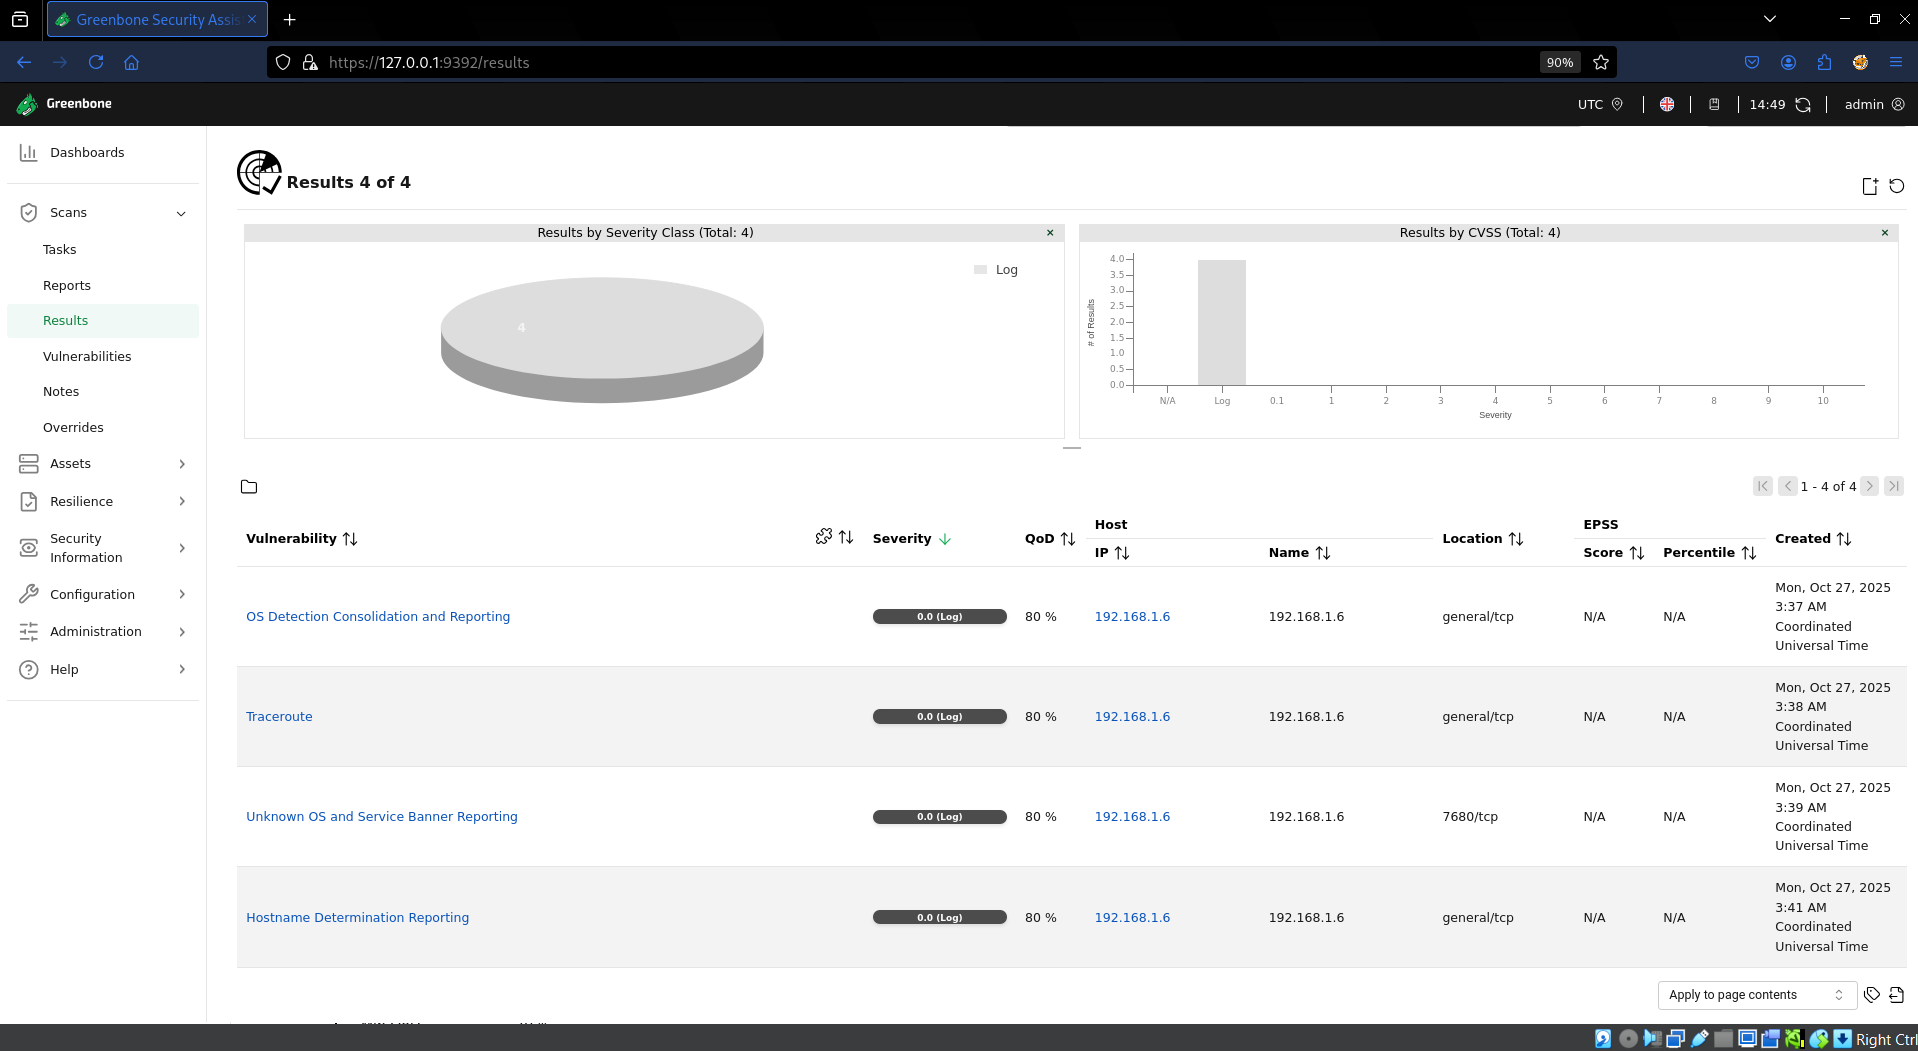 Greenbone Security Assis
https://127.0.0.1:9392/results
90%
Greenbone
UTC
14:49
admin
Dashboards
Scans
Tasks
Reports
Results
Vulnerabilities
Notes
Overrides
Assets
Resilience
Security
Information
Configuration
Administration
Help
Results 4 of 4
Results by Severity Class (Total: 4)
×
Log
4
Results by CVSS (Total: 4)
×
# of Results
4.0
3.5
3.0
2.5
2.0
1.5
1.0
0.5
0.0
N/A Log 0.1 1 2 3 4 5 6 7 8 9 10
Severity
1 - 4 of 4
Vulnerability Severity QoD Host Location EPSS Created
IP Name Score Percentile
OS Detection Consolidation and Reporting 0.0 (Log) 80 % 192.168.1.6 192.168.1.6 general/tcp N/A N/A Mon, Oct 27, 2025
3:37 AM
Coordinated
Universal Time
Traceroute 0.0 (Log) 80 % 192.168.1.6 192.168.1.6 general/tcp N/A N/A Mon, Oct 27, 2025
3:38 AM
Coordinated
Universal Time
Unknown OS and Service Banner Reporting 0.0 (Log) 80 % 192.168.1.6 192.168.1.6 7680/tcp N/A N/A Mon, Oct 27, 2025
3:39 AM
Coordinated
Universal Time
Hostname Determination Reporting 0.0 (Log) 80 % 192.168.1.6 192.168.1.6 general/tcp N/A N/A Mon, Oct 27, 2025
3:41 AM
Coordinated
Universal Time
Apply to page contents
Right Ctrl